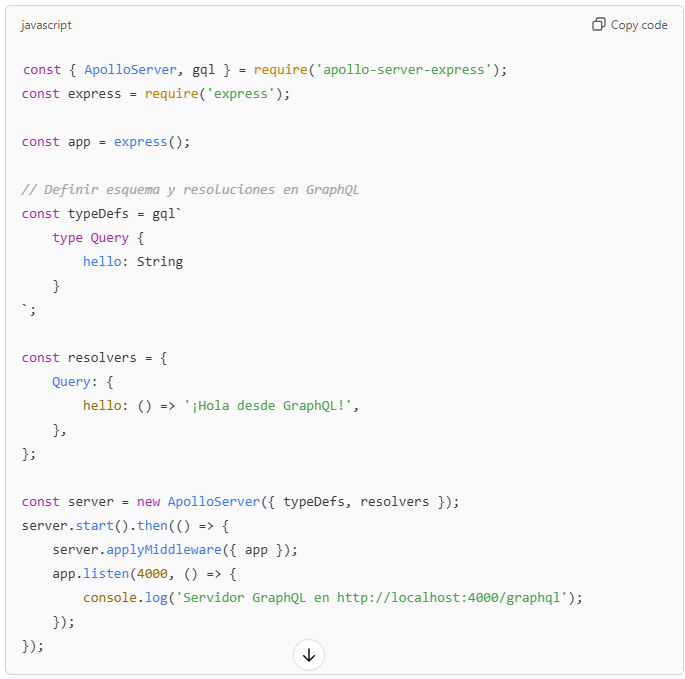 javascript
Copy code
const { ApolloServer, gql } = require('apollo-server-express');
const express = require('express');
const app = express();
// Definir esquema y resoluciones en GraphQL
const typeDefs = gql`
    type Query {
        hello: String
    }
`;
const resolvers = {
    Query: {
        hello: () => '¡Hola desde GraphQL!',
    },
};
const server = new ApolloServer({ typeDefs, resolvers });
server.start().then(() => {
    server.applyMiddleware({ app });
    app.listen(4000, () => {
        console.log('Servidor GraphQL en http://localhost:4000/graphql');
    });
});